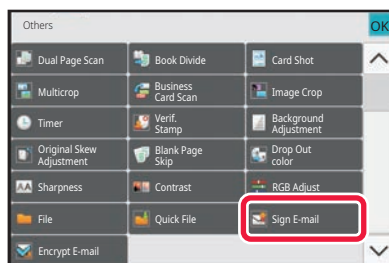 Others
OK
Dual Page Scan
Book Divide
Card Shot
Multicrop
Business
Card Scan
Image Crop
Timer
Verif.
Stamp
Background
Adjustment
Original Skew
Adjustment
Blank Page
Skip
Drop Out
color
Sharpness
Contrast
RGB Adjust
File
Quick File
Sign E-mail
Encrypt E-mail